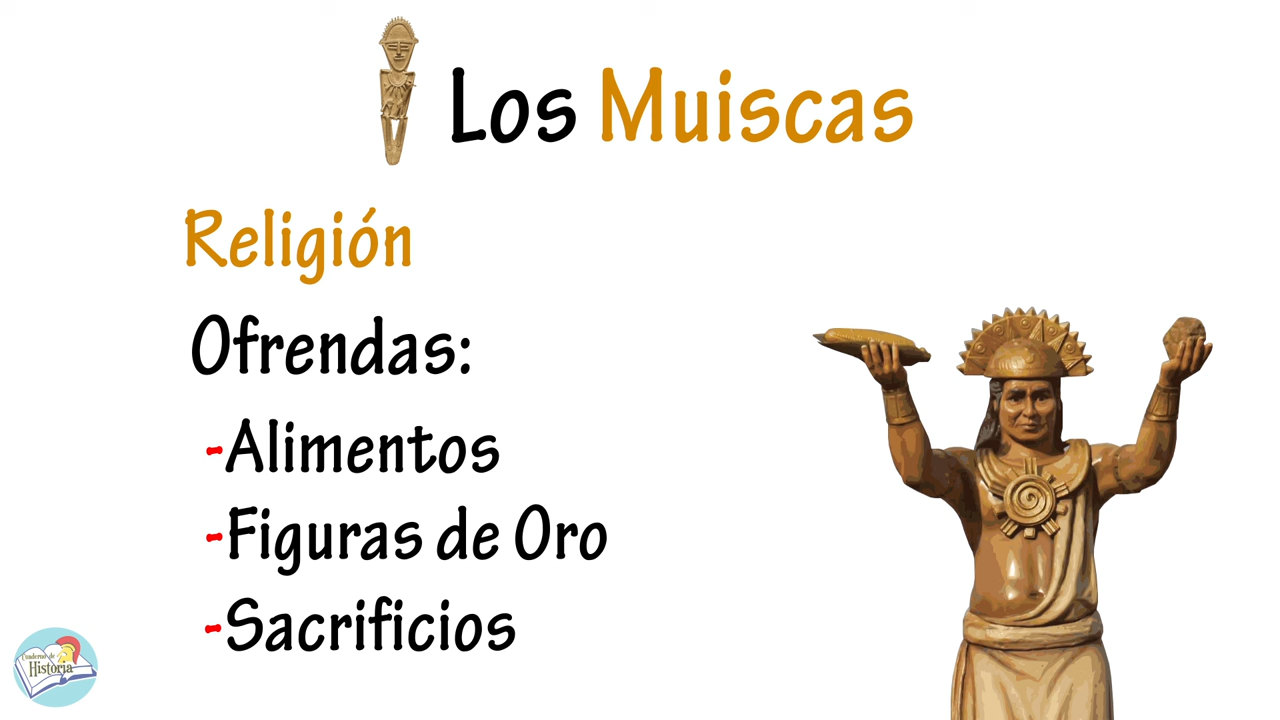 Los Muiscas
Religión
Ofrendas:
-Alimentos
-Figuras de Oro
-Sacrificios
Cuaderno de
Historia